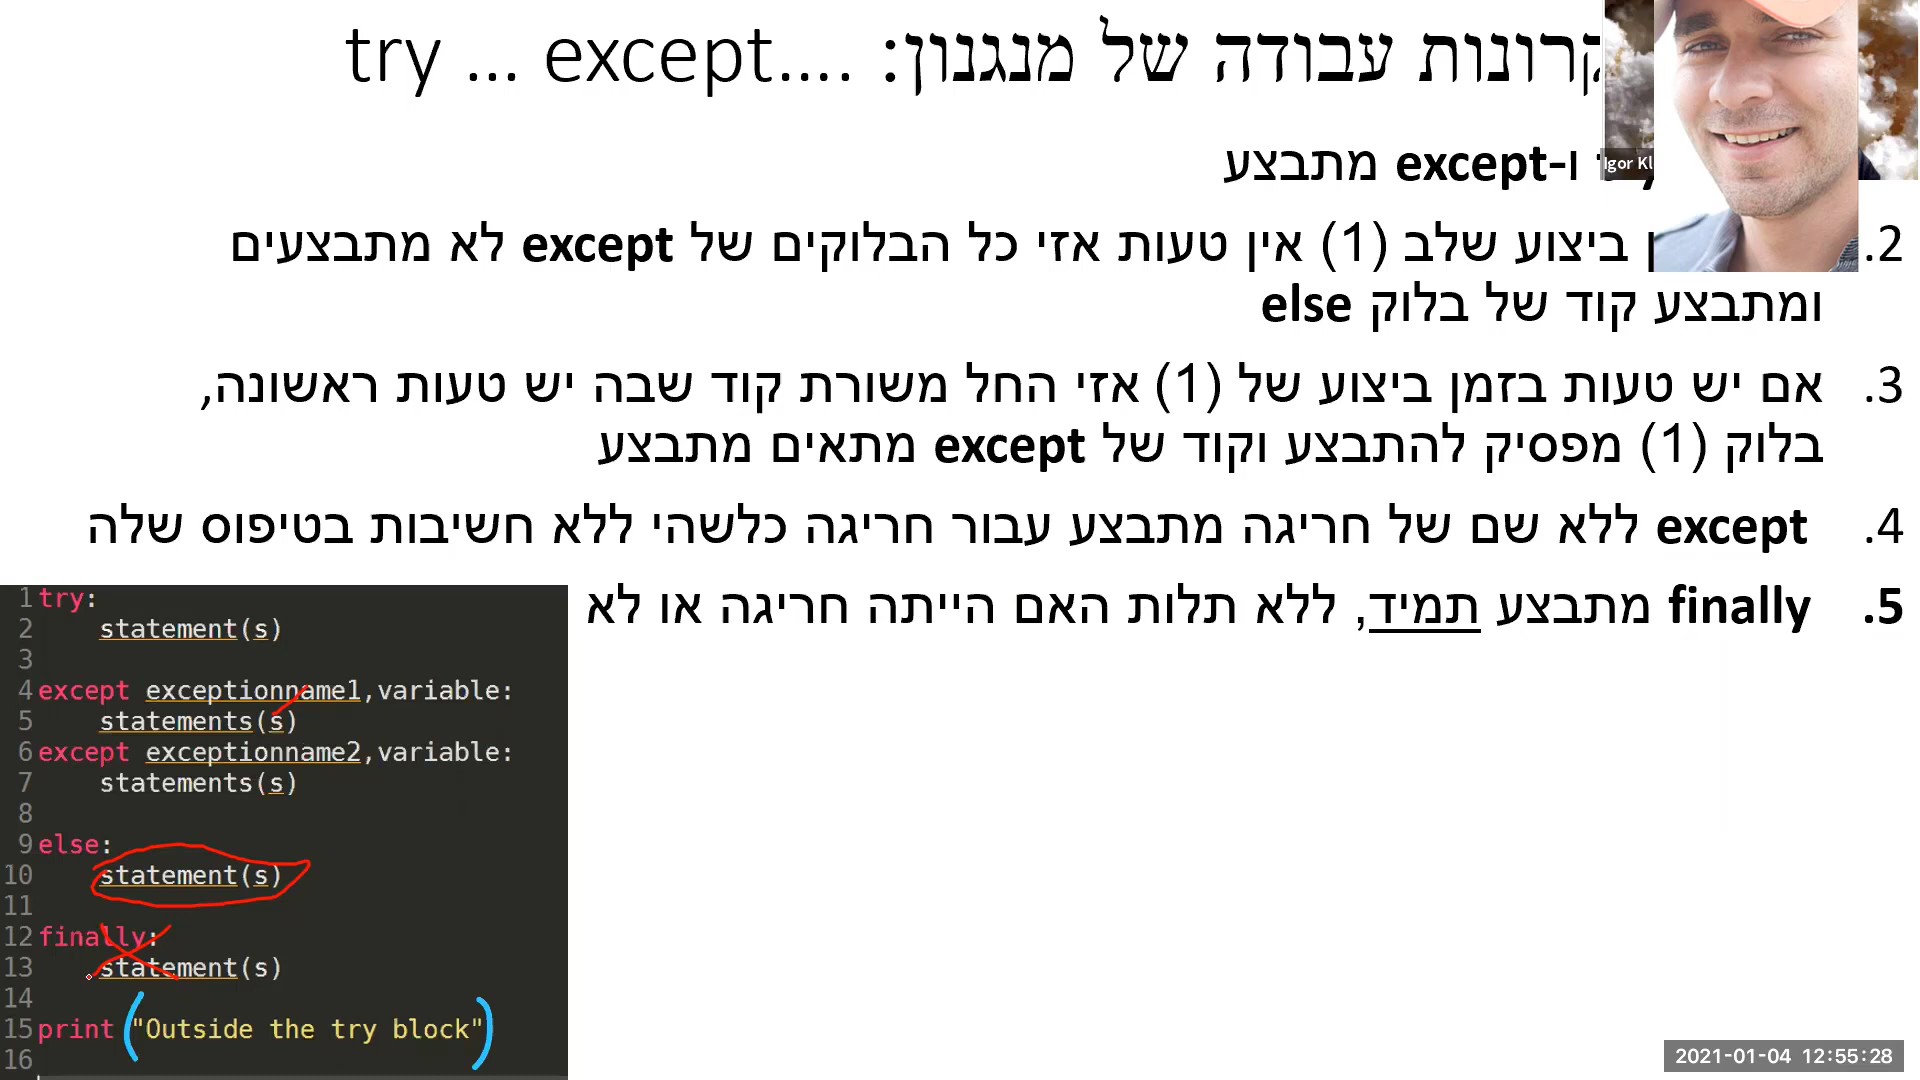 קרונות עבודה של מנגנון: try … except….
ו-except מתבצע
Igor Kl
2. ביצוע שלב (1) אין טעות אזי כל הבלוקים של except לא מתבצעים
ומתבצע קוד של בלוק else
3. אם יש טעות בזמן ביצוע של (1) אזי החל משורת קוד שבה יש טעות ראשונה,
בלוק (1) מפסיק להתבצע וקוד של except מתאים מתבצע
4. except ללא שם של חריגה מתבצע עבור חריגה כלשהי ללא חשיבות בטיפוס שלה
5. finally מתבצע תמיד, ללא תלות האם הייתה חריגה או לא
1 try:
2 statement(s)
3
4 except exceptionname1,variable:
5 statements(s)
6 except exceptionname2,variable:
7 statements(s)
8
9 else:
10 statement(s)
11
12 finally:
13 statement(s)
14
15 print ("Outside the try block")
16
2021-01-04 12:55:28